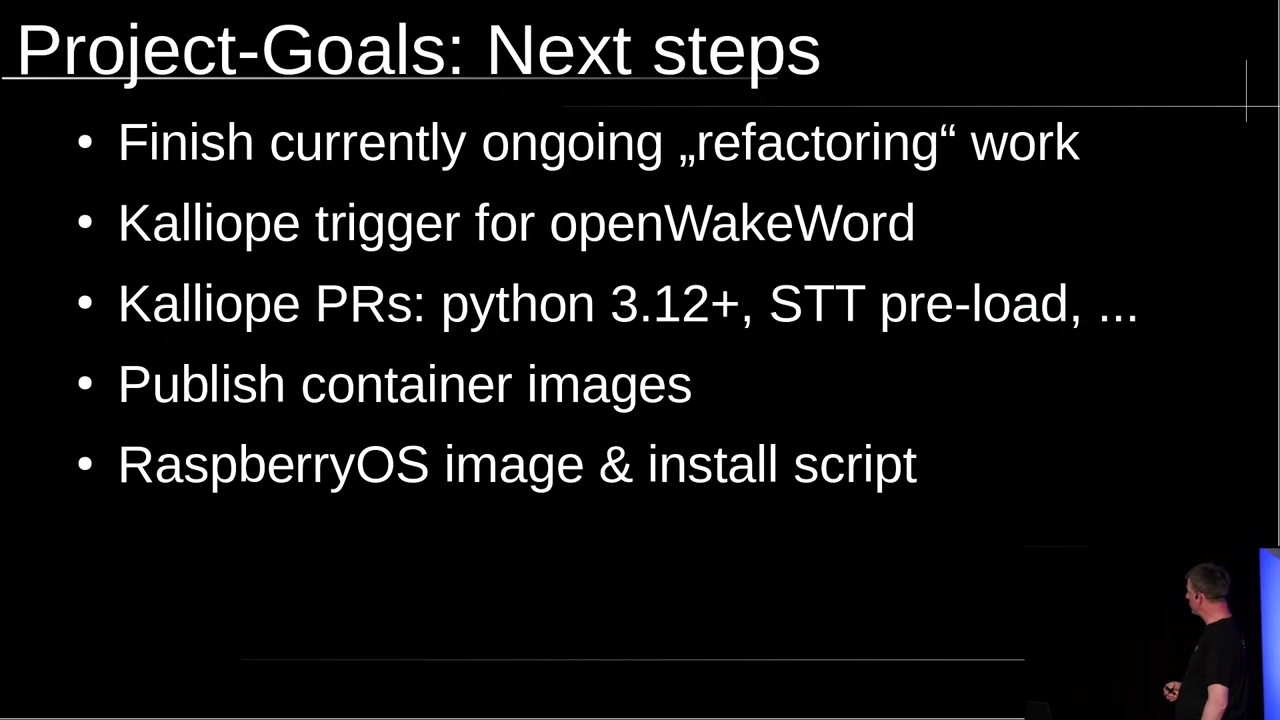 Project-Goals: Next steps
• Finish currently ongoing „refactoring“ work
• Kalliope trigger for openWakeWord
• Kalliope PRs: python 3.12+, STT pre-load, ...
• Publish container images
• RaspberryOS image & install script